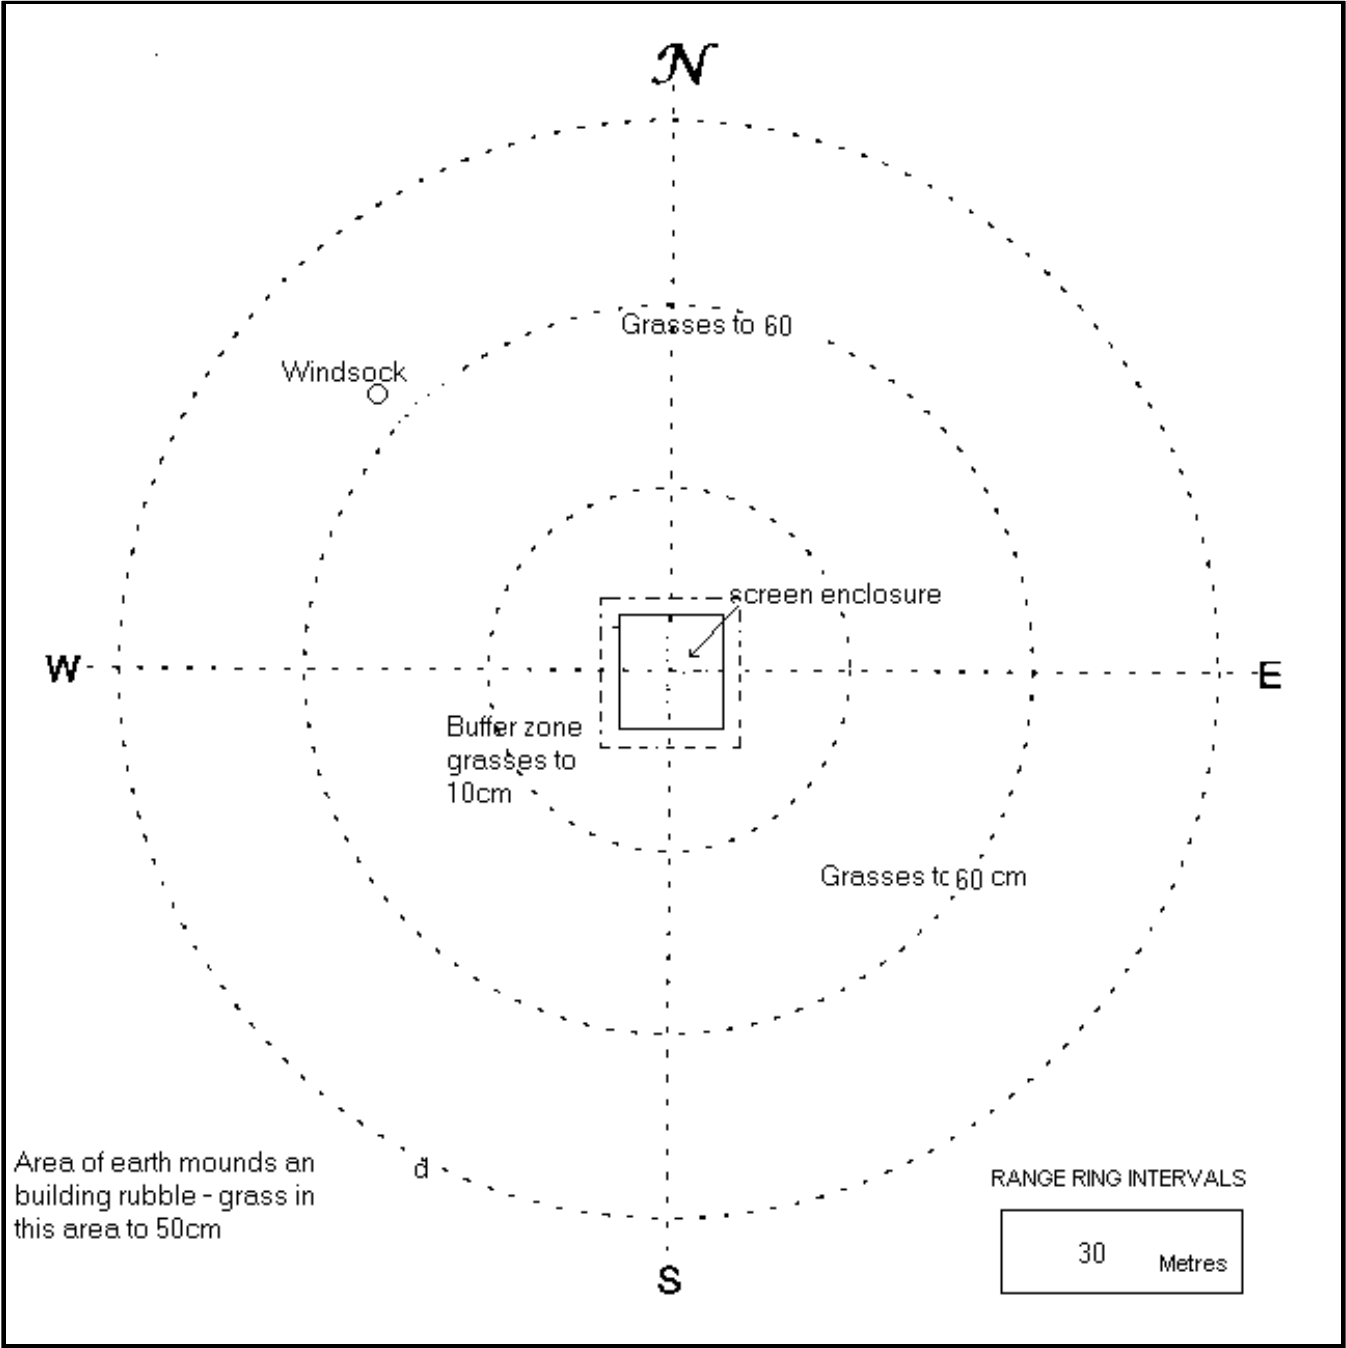 N
Grasses to 60
Windsock
screen enclosure
W
E
Buffer zone
grasses to
10cm
Grasses to 60 cm
Area of earth mounds an
d
building rubble - grass in
this area to 50cm
RANGE RING INTERVALS
30 Metres
S